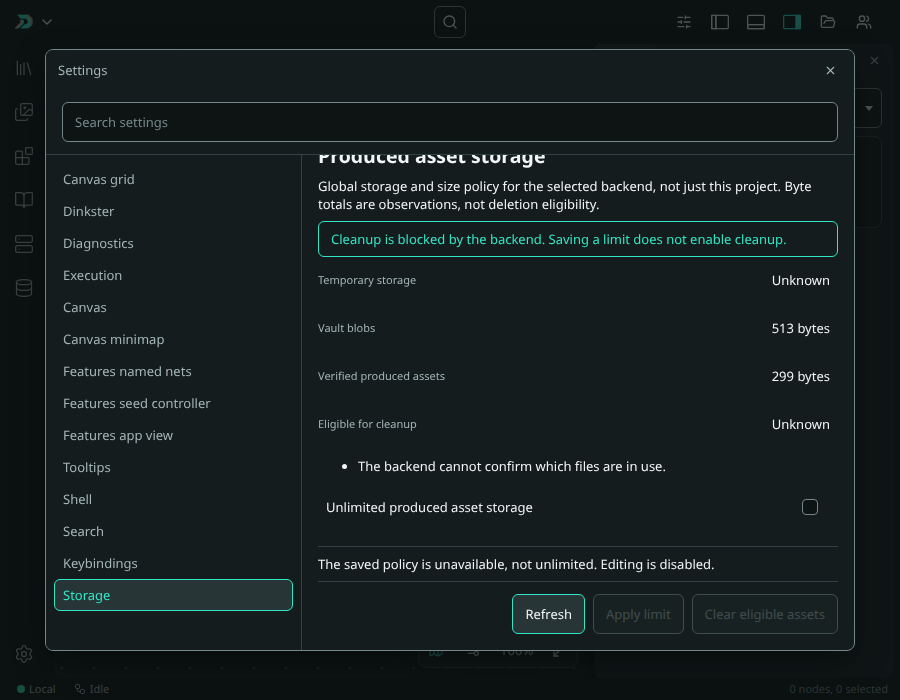 Settings
Search settings
Canvas grid
Dinkster
Diagnostics
Execution
Canvas
Canvas minimap
Features named nets
Features seed controller
Features app view
Tooltips
Shell
Search
Keybindings
Storage
Produced asset storage
Global storage and size policy for the selected backend, not just this project. Byte
totals are observations, not deletion eligibility.
Cleanup is blocked by the backend. Saving a limit does not enable cleanup.
Temporary storage Unknown
Vault blobs 513 bytes
Verified produced assets 299 bytes
Eligible for cleanup Unknown
The backend cannot confirm which files are in use.
Unlimited produced asset storage
The saved policy is unavailable, not unlimited. Editing is disabled.
Refresh Apply limit Clear eligible assets
100%
Local Idle 0 nodes, 0 selected